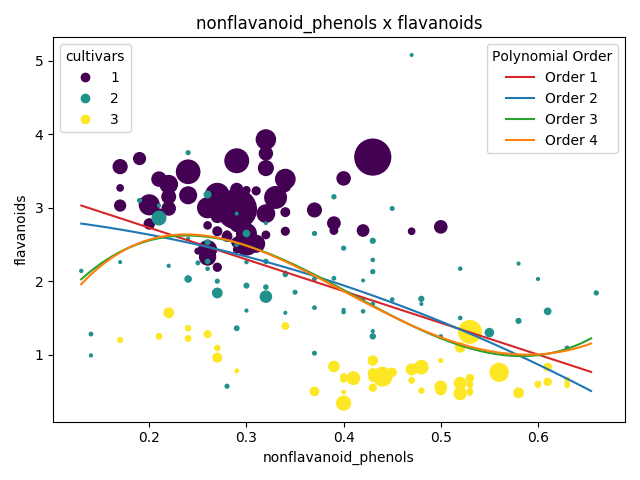 nonflavanoid_phenols x flavanoids
cultivars
1
2
3
Polynomial Order
Order 1
Order 2
Order 3
Order 4
flavanoids
5
4
3
2
1
0.2 0.3 0.4 0.5 0.6
nonflavanoid_phenols